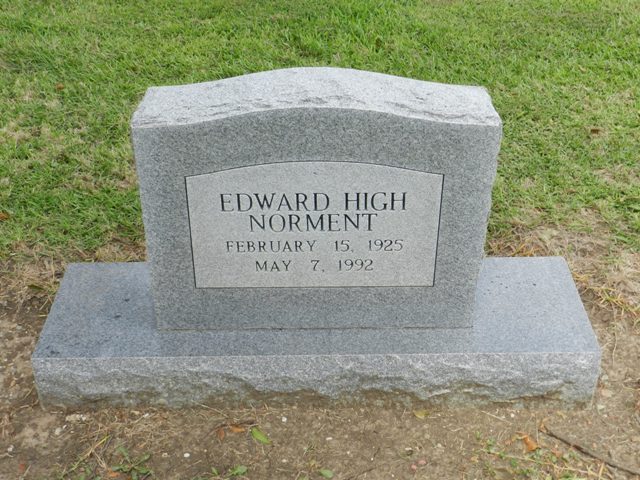 EDWARD HIGH
NORMENT
FEBRUARY 15, 1925
MAY 7, 1992